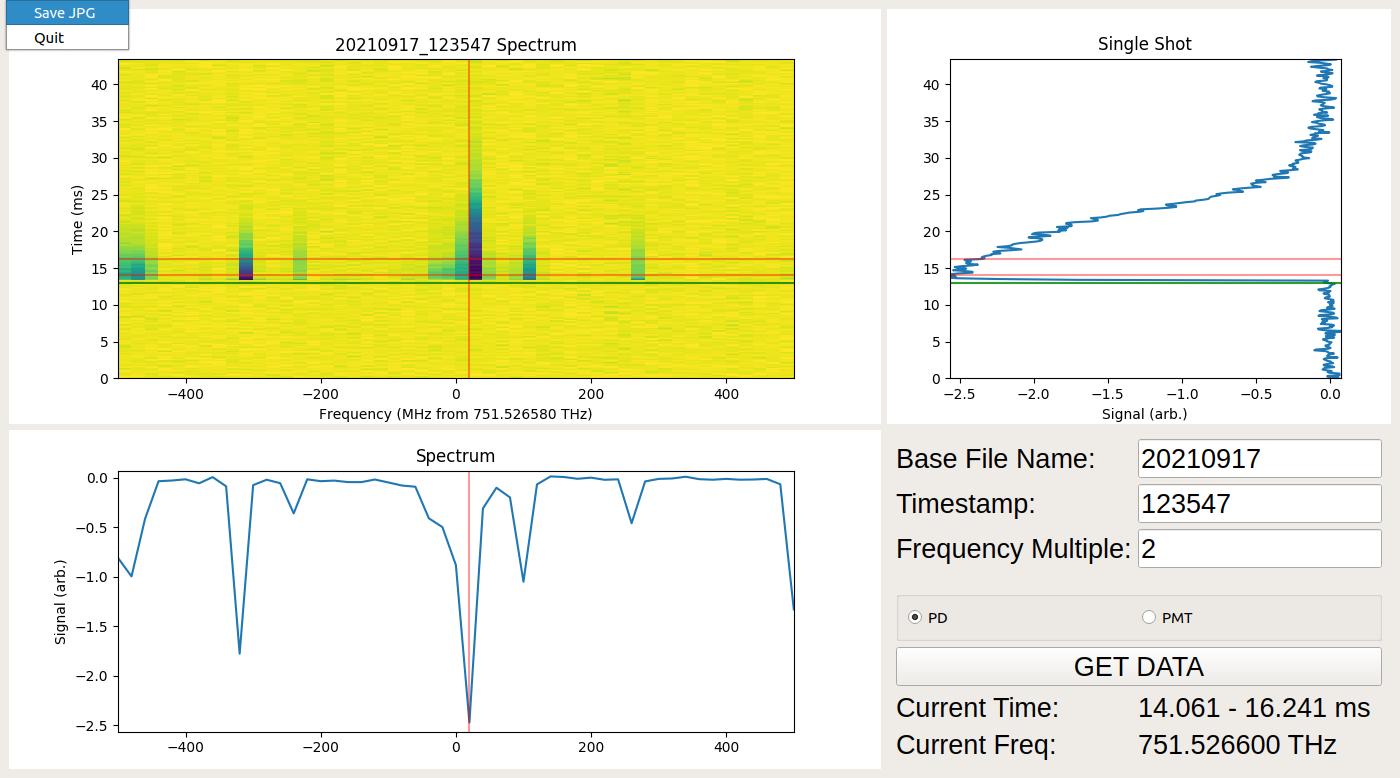 Save JPG
Quit
20210917_123547 Spectrum
Time (ms)
40
35
30
25
20
15
10
5
0
−400 −200 0 200 400
Frequency (MHz from 751.526580 THz)
Single Shot
40
35
30
25
20
15
10
5
0
−2.5 −2.0 −1.5 −1.0 −0.5 0.0
Signal (arb.)
Spectrum
Signal (arb.)
0.0
−0.5
−1.0
−1.5
−2.0
−2.5
−400 −200 0 200 400
Base File Name: 20210917
Timestamp: 123547
Frequency Multiple: 2
PD PMT
GET DATA
Current Time: 14.061 - 16.241 ms
Current Freq: 751.526600 THz